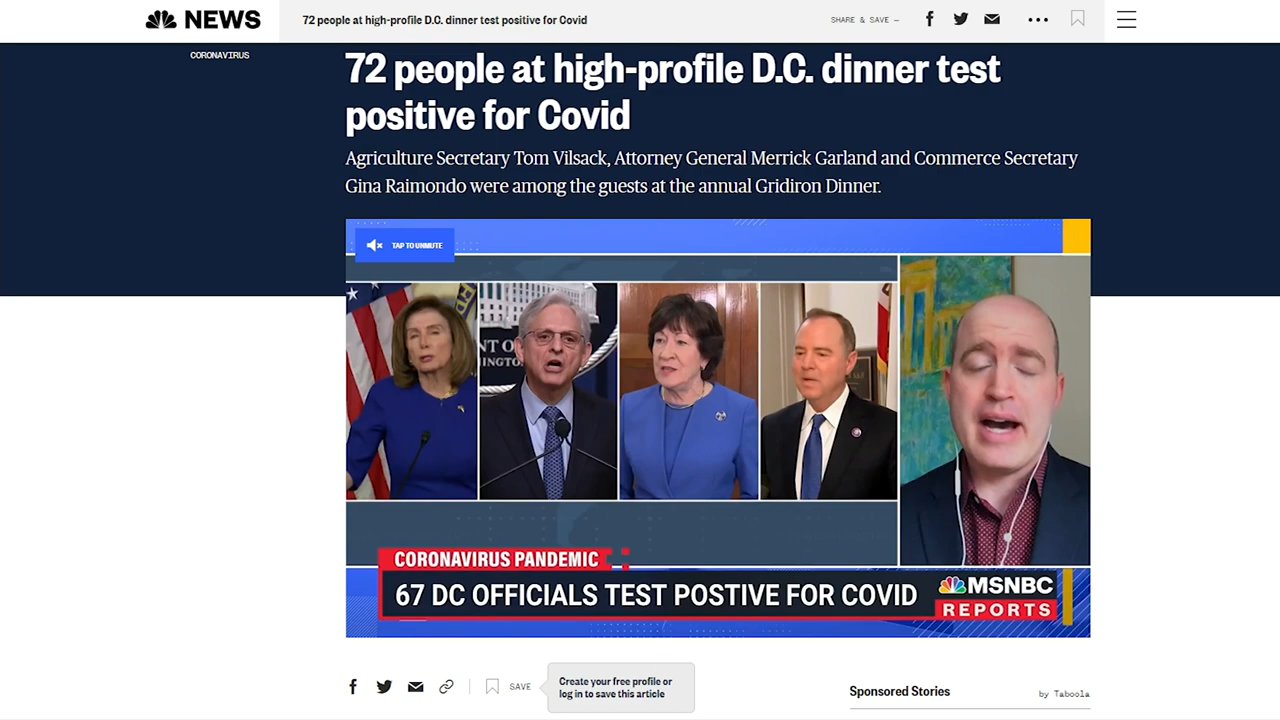 NEWS
72 people at high-profile D.C. dinner test positive for Covid
SHARE & SAVE —
CORONAVIRUS
72 people at high-profile D.C. dinner test
positive for Covid
Agriculture Secretary Tom Vilsack, Attorney General Merrick Garland and Commerce Secretary
Gina Raimondo were among the guests at the annual Gridiron Dinner.
TAP TO UNMUTE
NT OF
HINGTO
CORONAVIRUS PANDEMIC
67 DC OFFICIALS TEST POSTIVE FOR COVID
MSNBC
REPORTS
SAVE
Create your free profile or
log in to save this article
Sponsored Stories
by Taboola